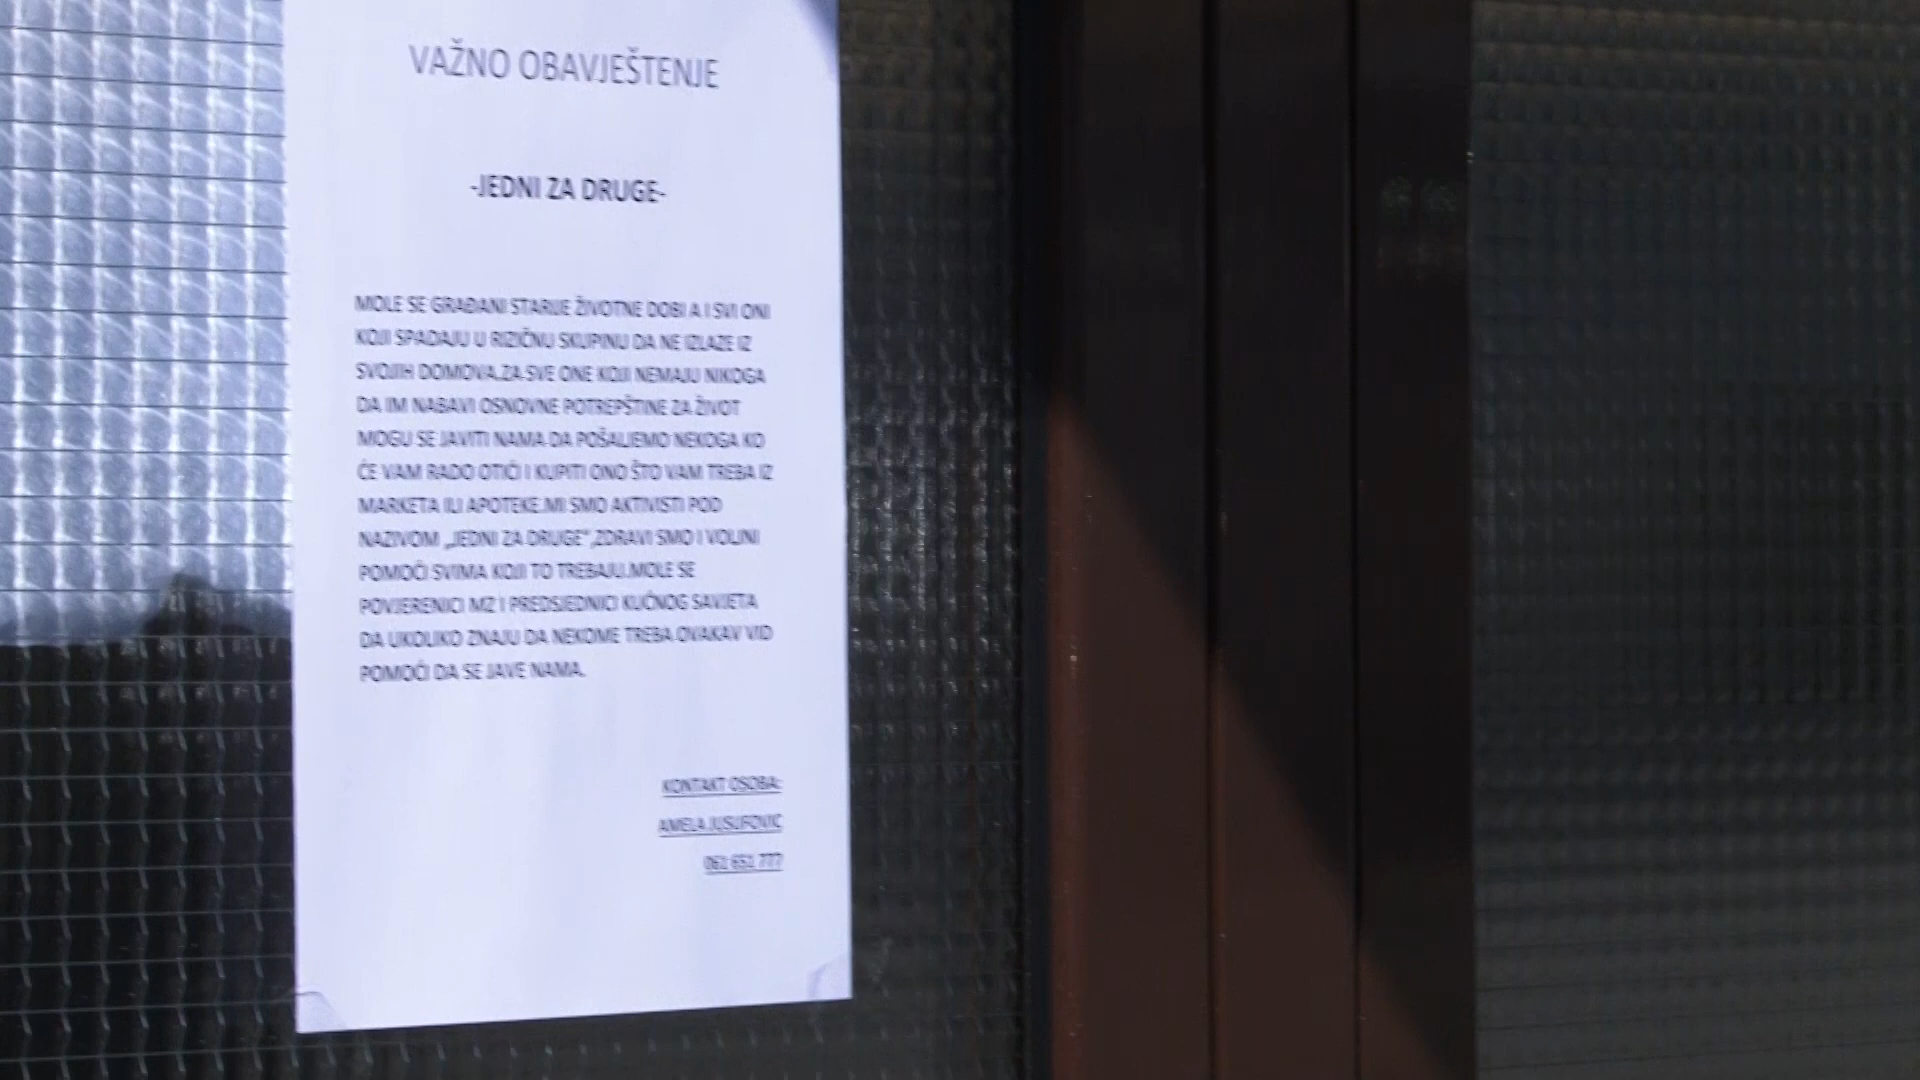 VAŽNO OBAVJEŠTENJE
-JEDNI ZA DRUGE-
MOLE SE GRAĐANI STARIJE ŽIVOTNE DOBI A I SVI ONI
KOJI SPADAJU U RIZIČNU SKUPINU DA NE IZLAZE IZ
SVOJIH DOMOVA.ZA SVE ONE KOJI NEMAJU NIKOGA
DA IM NABAVI OSNOVNE POTREPŠTINE ZA ŽIVOT
MOGU SE JAVITI NAMA DA POŠALJEMO NEKOGA KO
ĆE VAM RADO OTIĆI I KUPITI ONO ŠTO VAM TREBA IZ
MARKETA ILI APOTEKE.MI SMO AKTIVISTI POD
NAZIVOM „JEDNI ZA DRUGE“,ZDRAVI SMO I VOLJNI
POMOĆI SVIMA KOJI TO TREBAJU.MOLE SE
POVJERENICI MZ I PREDSJEDNICI KUĆNOG SAVJETA
DA UKOLIKO ZNAJU DA NEKOME TREBA OVAKAV VID
POMOĆI DA SE JAVE NAMA.
KONTAKT OSOBA:
AMELA JUSUFOVIC
061 651 777